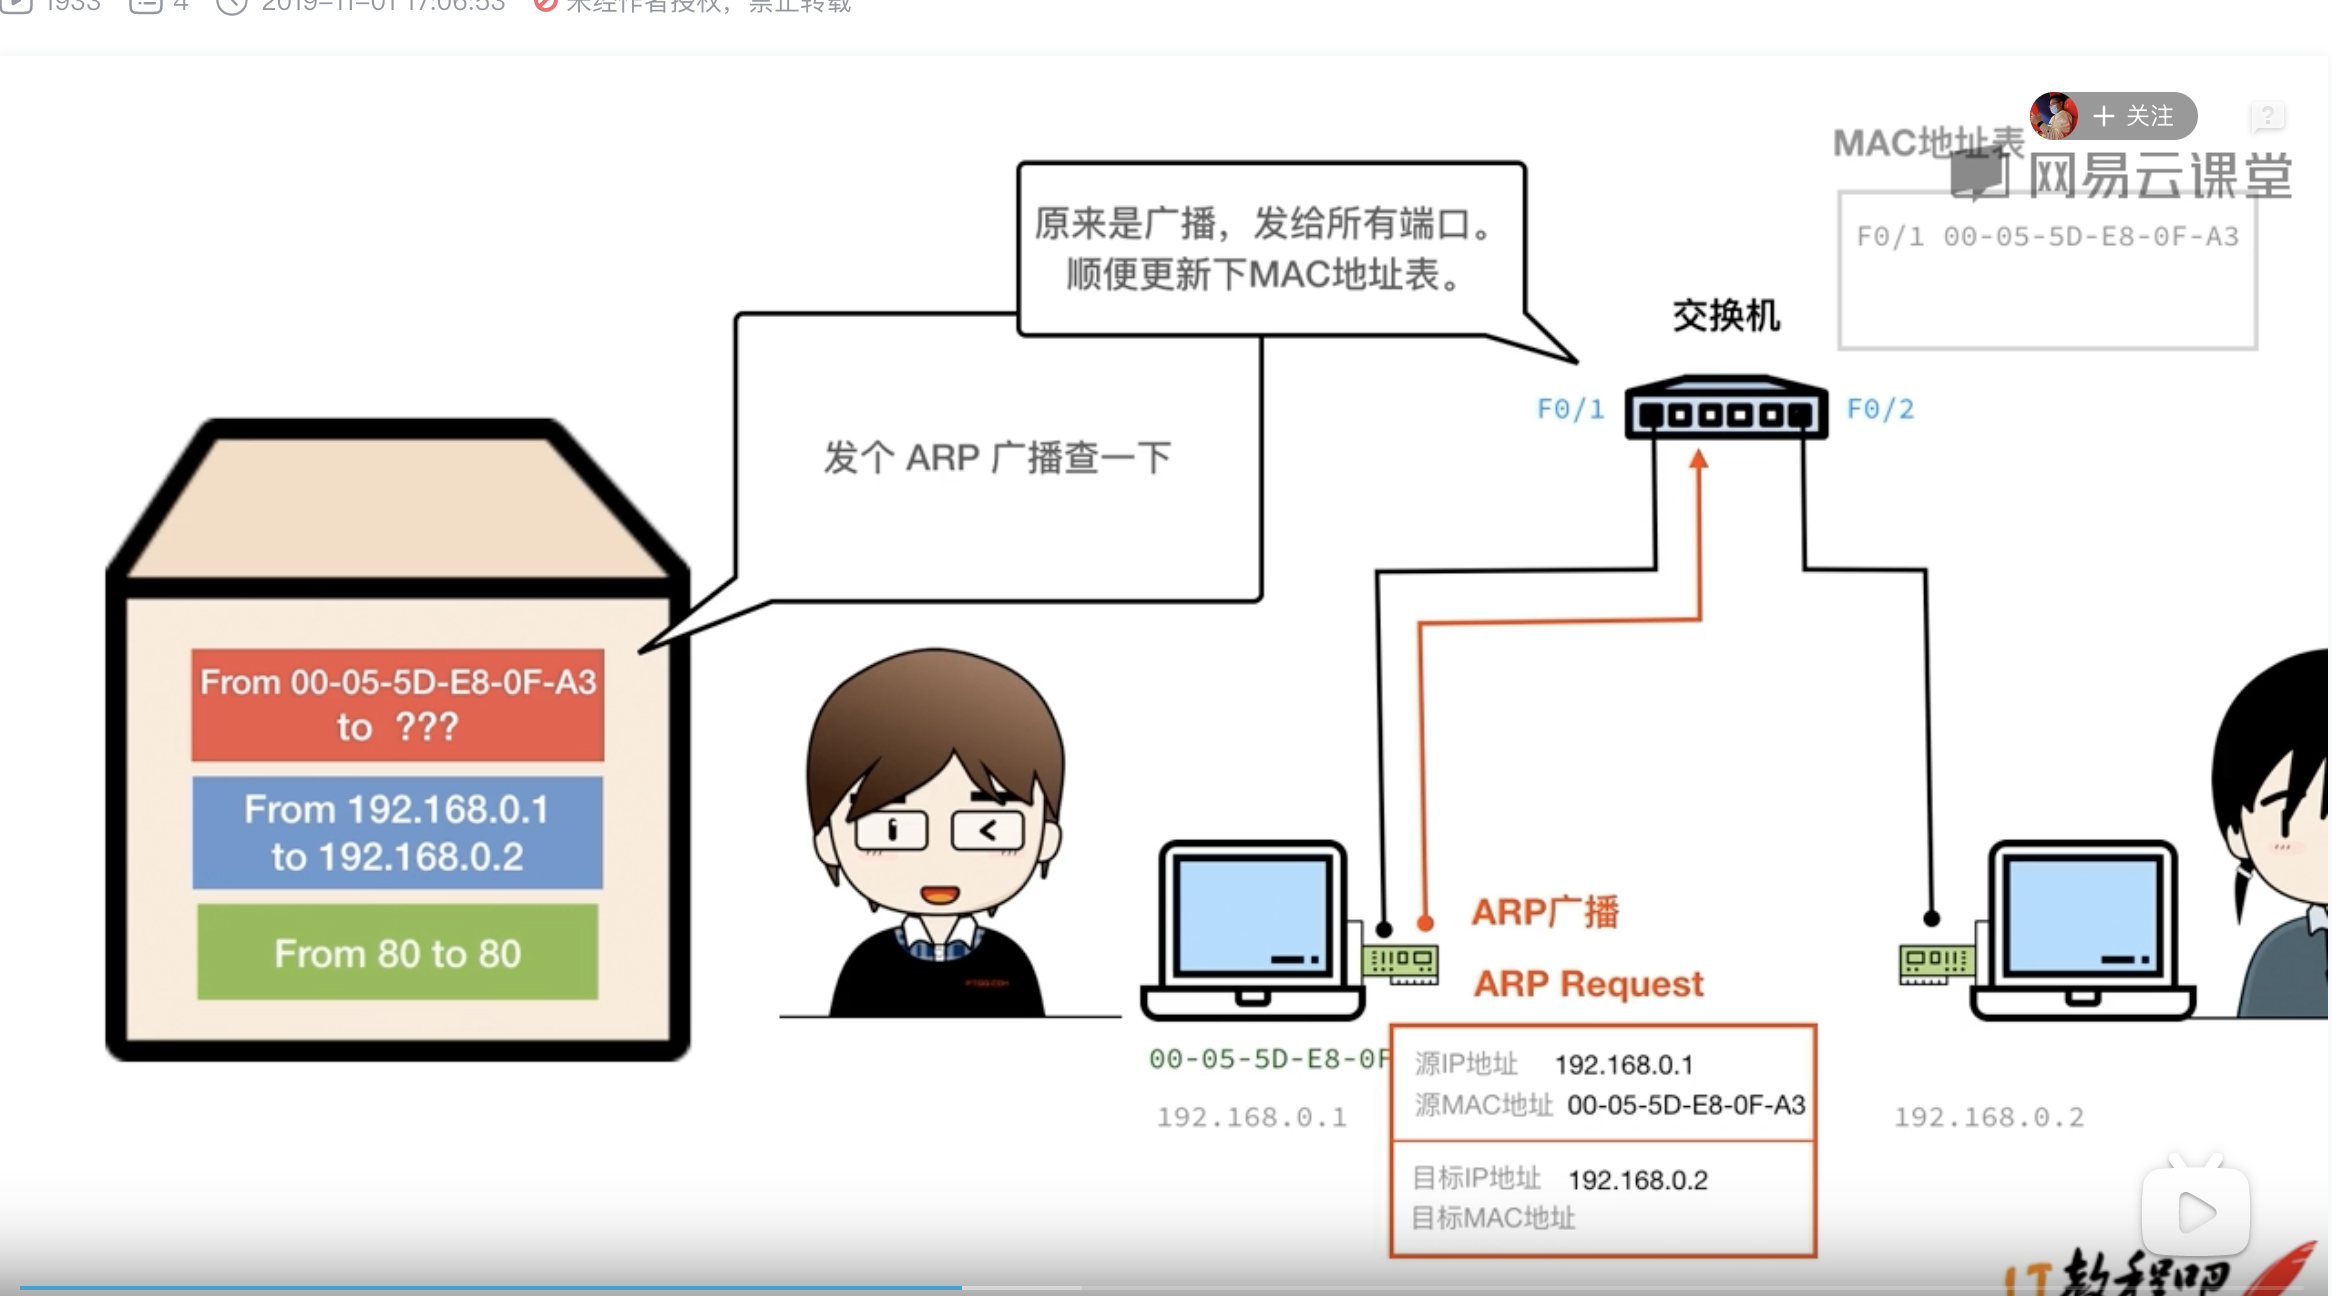 1933
4
2019-11-01 17:06:53
未经作者授权，禁止转载
+ 关注
?
MAC地址表
网易云课堂
F0/1 00-05-5D-E8-0F-A3
原来是广播，发给所有端口。
顺便更新下MAC地址表。
交换机
F0/1
F0/2
发个 ARP 广播查一下
From 00-05-5D-E8-0F-A3
to ???
From 192.168.0.1
to 192.168.0.2
From 80 to 80
ARP广播
ARP Request
00-05-5D-E8-0F
192.168.0.1
源IP地址 192.168.0.1
源MAC地址 00-05-5D-E8-0F-A3
目标IP地址 192.168.0.2
目标MAC地址
192.168.0.2
IT教程吧